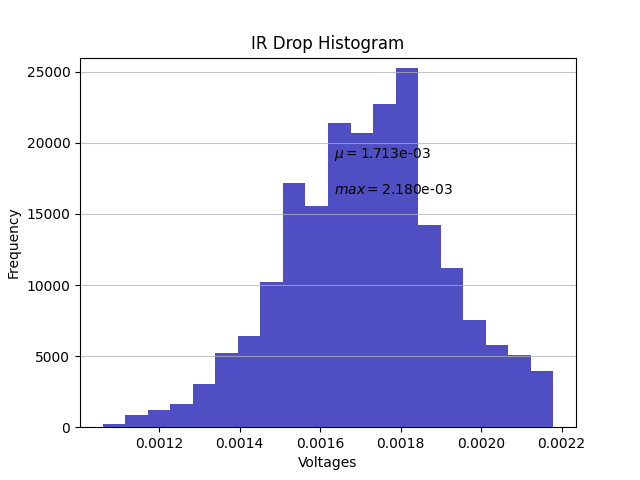 IR Drop Histogram
25000
20000
15000
10000
5000
0
Frequency
μ = 1.713e-03
max = 2.180e-03
0.0012 0.0014 0.0016 0.0018 0.0020 0.0022
Voltages